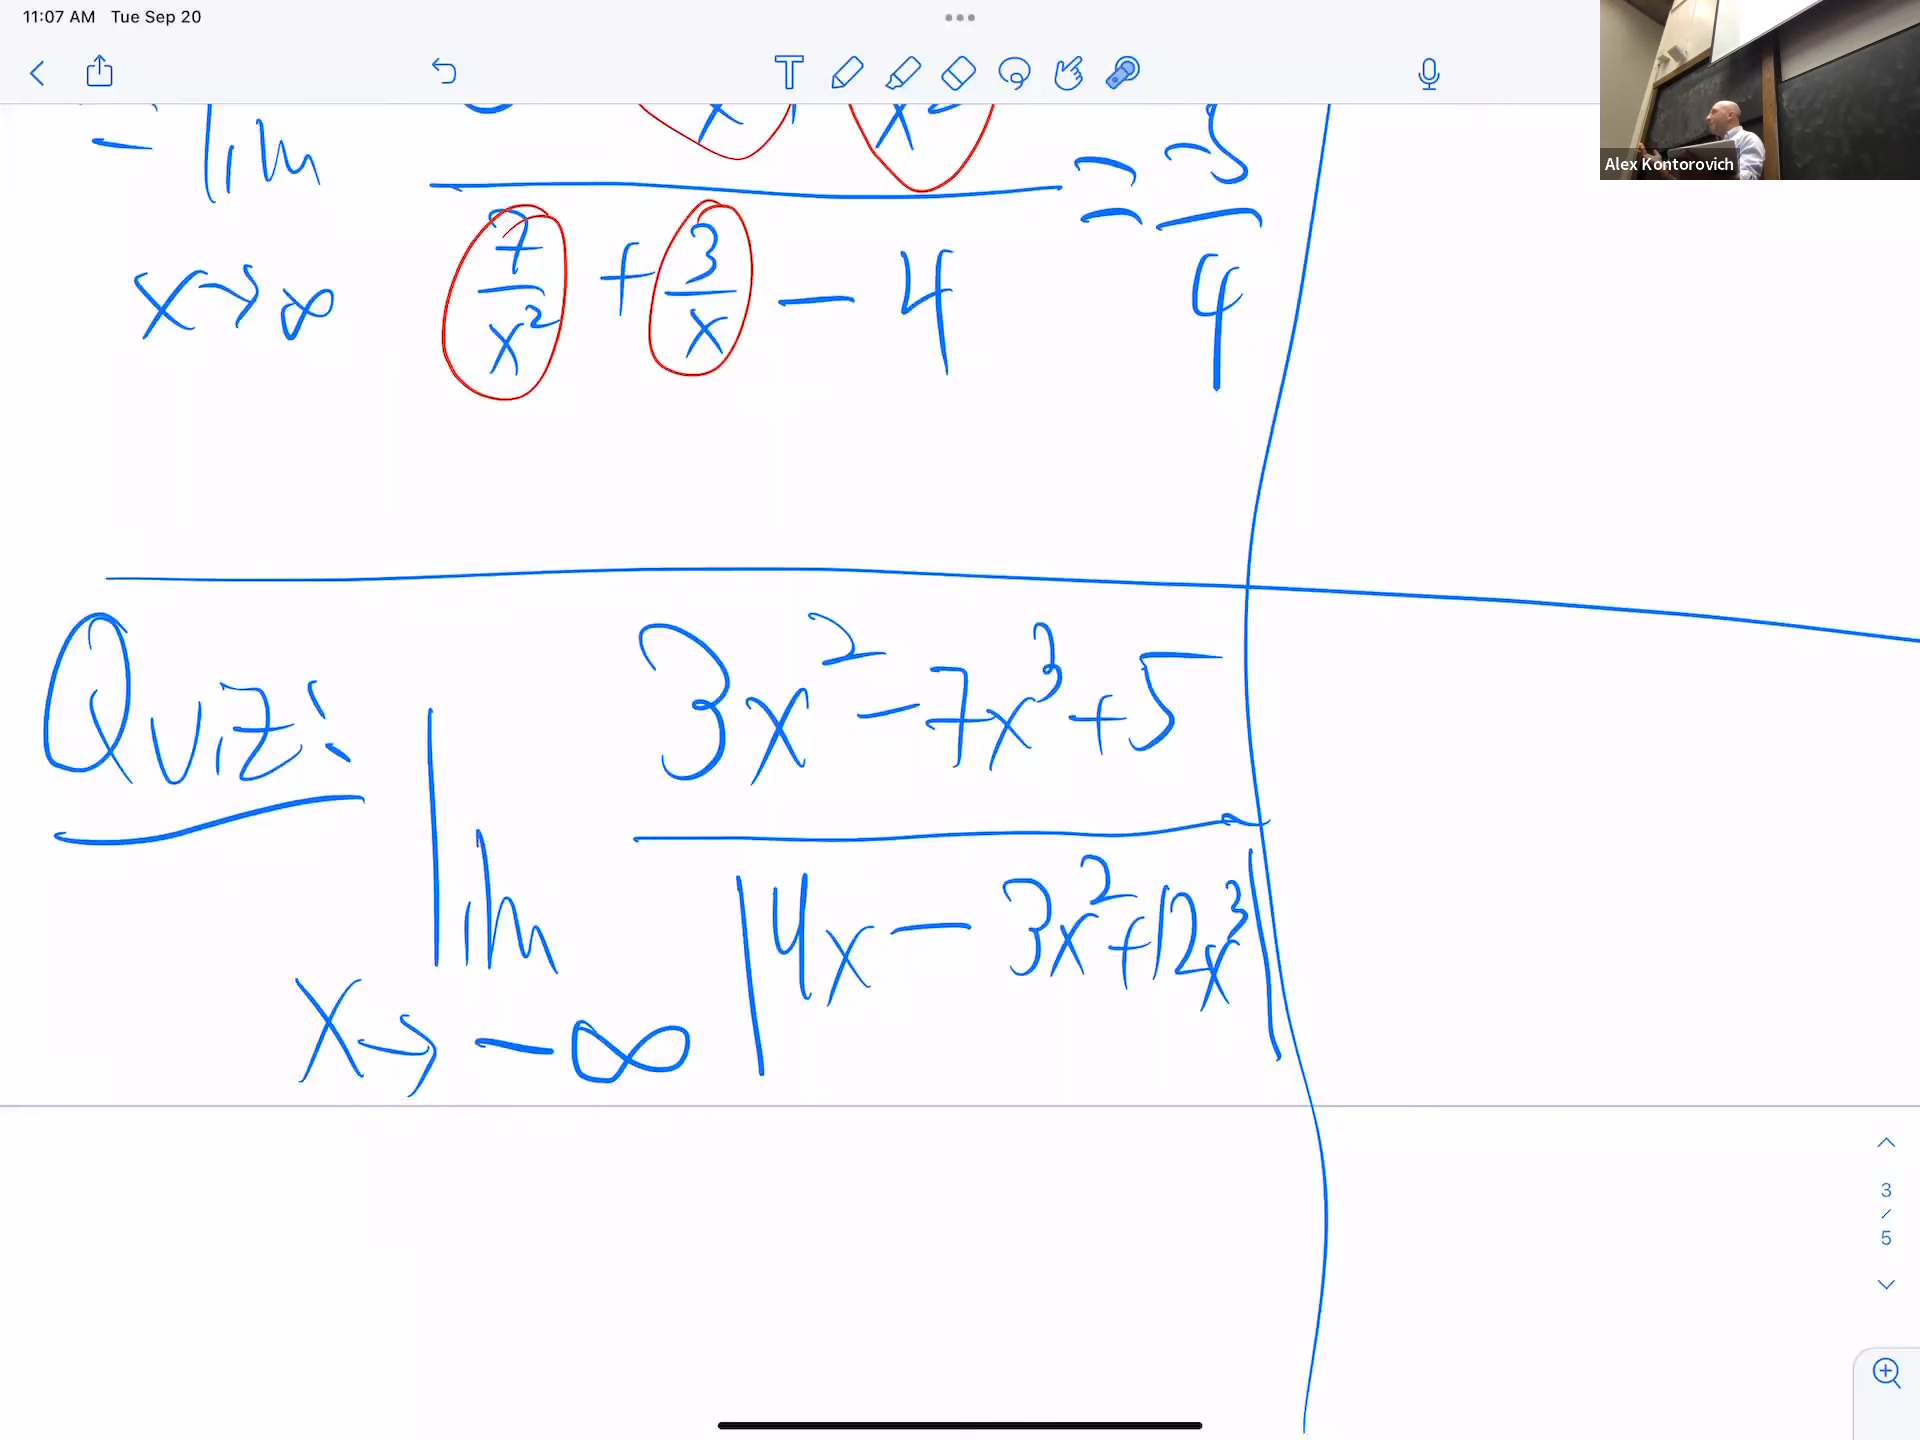 11:07 AM Tue Sep 20
Alex Kontorovich
= lim x→∞ / (7/x² + 3/x - 4) = -5/4
Quiz: lim x→-∞ (3x² - 7x³ + 5) / |4x - 3x² + 12x³|
3
/
5